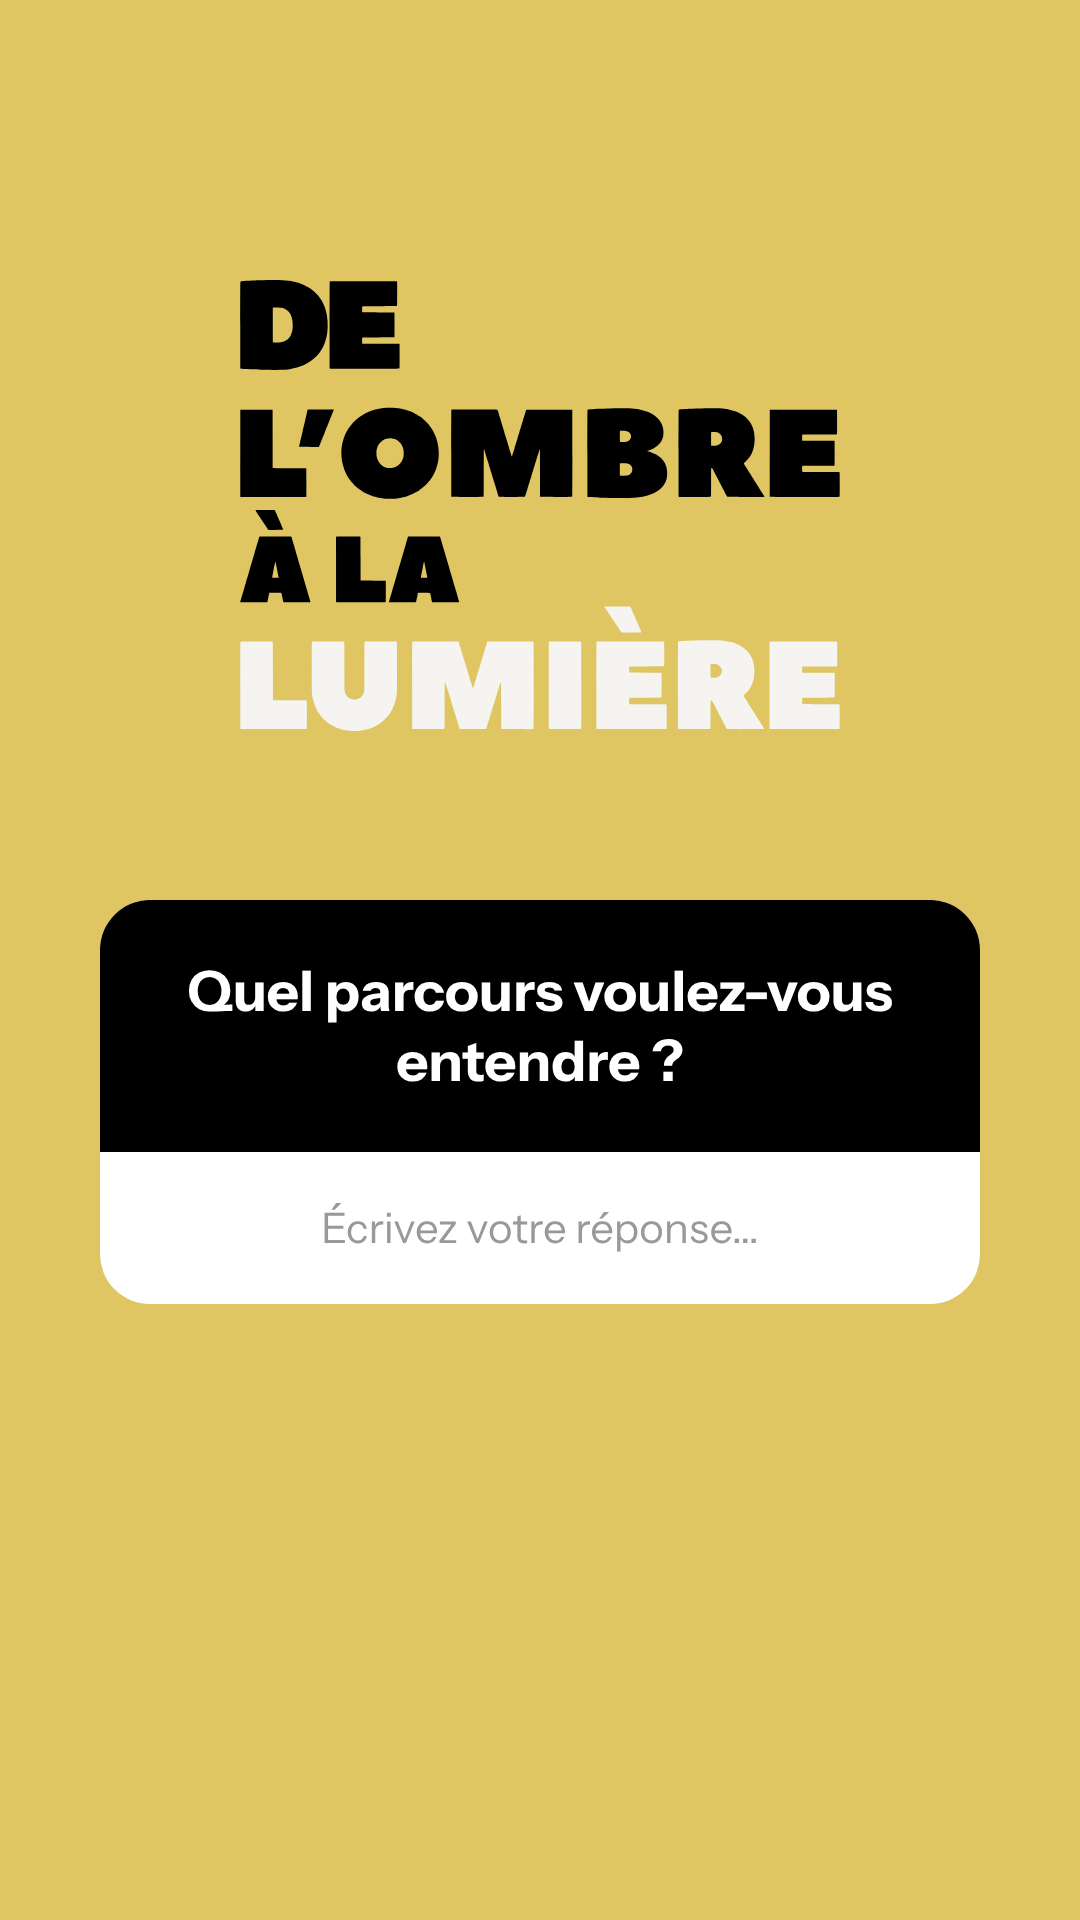 DE
L’OMBRE
À LA
LUMIÈRE
Quel parcours voulez-vous
entendre ?
Écrivez votre réponse...